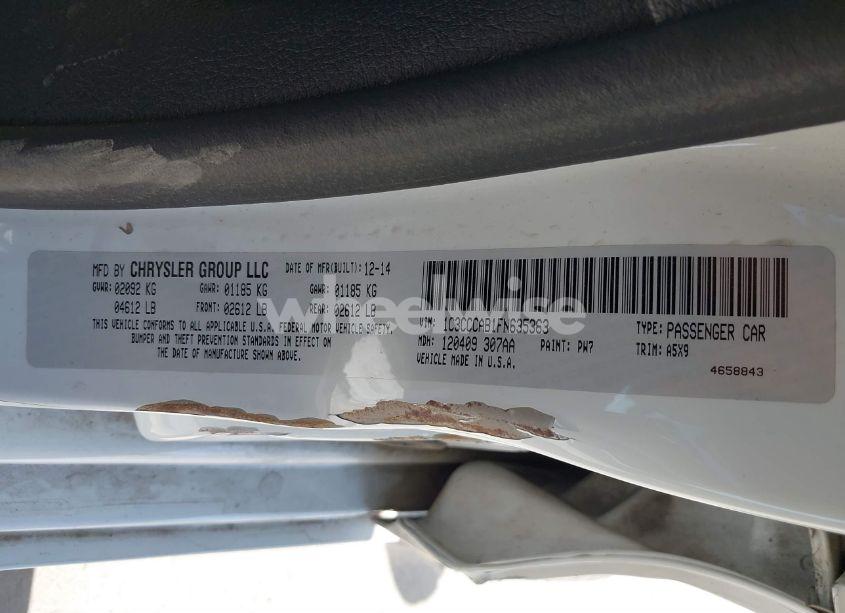 MFD BY CHRYSLER GROUP LLC DATE OF MFR(BUILT): 12-14
GVWR: 02092 KG GAWR: 01185 KG GAWR: 01185 KG
04612 LB FRONT: 02612 LB REAR: 02612 LB
THIS VEHICLE CONFORMS TO ALL APPLICABLE U.S.A. FEDERAL MOTOR VEHICLE SAFETY,
BUMPER AND THEFT PREVENTION STANDARDS IN EFFECT ON
THE DATE OF MANUFACTURE SHOWN ABOVE.
VIN: 1C3CCCAB1FN635363 TYPE: PASSENGER CAR
MDH: 120409 307AA PAINT: PW7 TRIM: A5X9
VEHICLE MADE IN U.S.A.
4658843
wheelwise